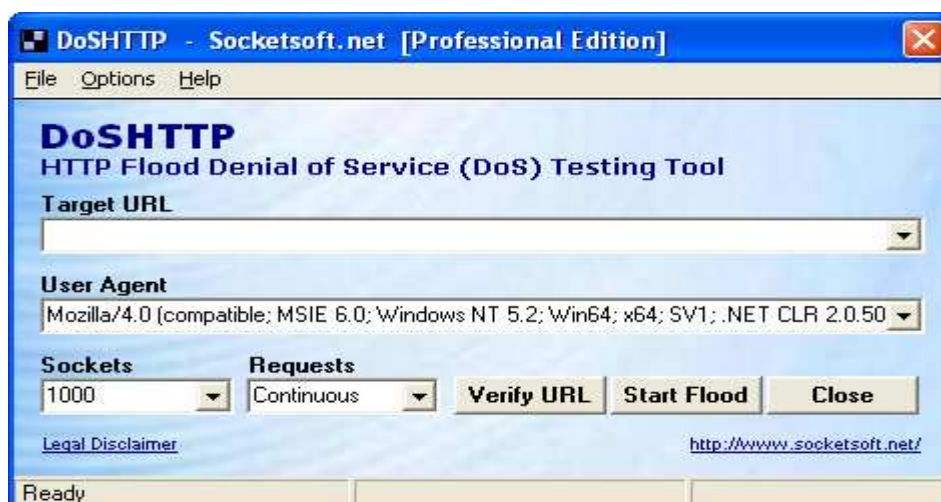 DoSHTTP - Socketsoft.net [Professional Edition]
File Options Help
DoSHTTP
HTTP Flood Denial of Service (DoS) Testing Tool
Target URL
User Agent
Mozilla/4.0 (compatible; MSIE 6.0; Windows NT 5.2; Win64; x64; SV1; .NET CLR 2.0.50
Sockets Requests
1000 Continuous Verify URL Start Flood Close
Legal Disclaimer http://www.socketsoft.net/
Ready